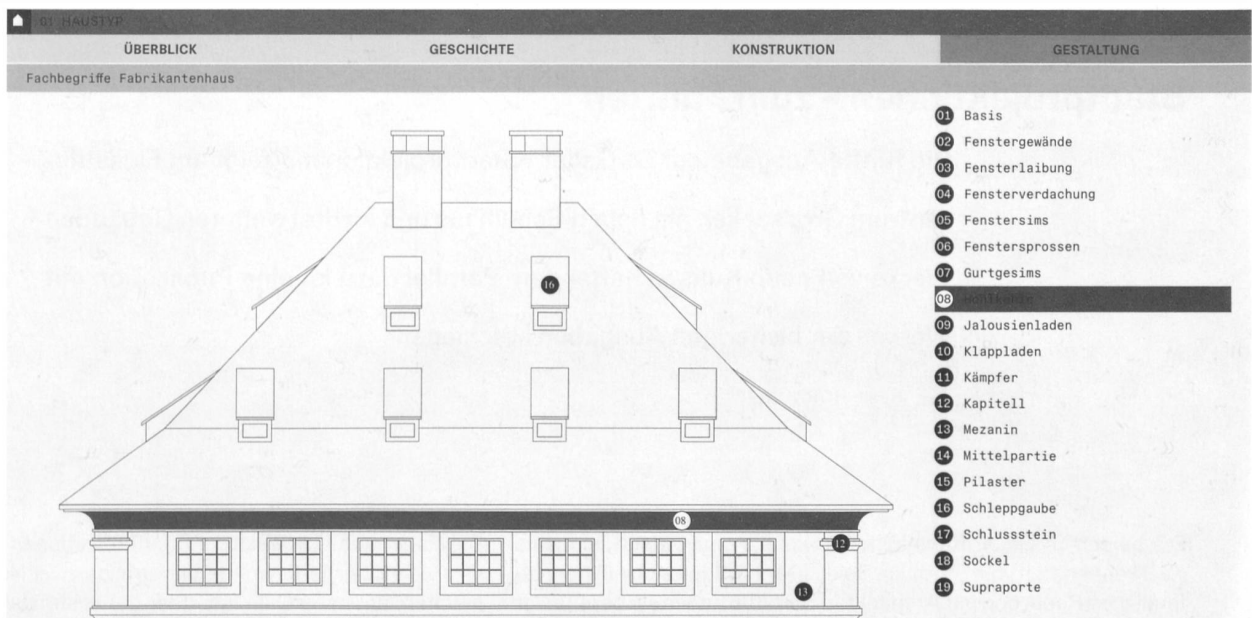 01 HAUSTYP
ÜBERBLICK GESCHICHTE KONSTRUKTION GESTALTUNG
Fachbegriffe Fabrikantenhaus
01 Basis
02 Fenstergewände
03 Fensterlaibung
04 Fensterverdachung
05 Fenstersims
06 Fenstersprossen
07 Gurtgesims
08 Hohlkehle
09 Jalousienladen
10 Klappladen
11 Kämpfer
12 Kapitell
13 Mezanin
14 Mittelpartie
15 Pilaster
16 Schleppgaube
17 Schlussstein
18 Sockel
19 Supraporte
16
08
12
13